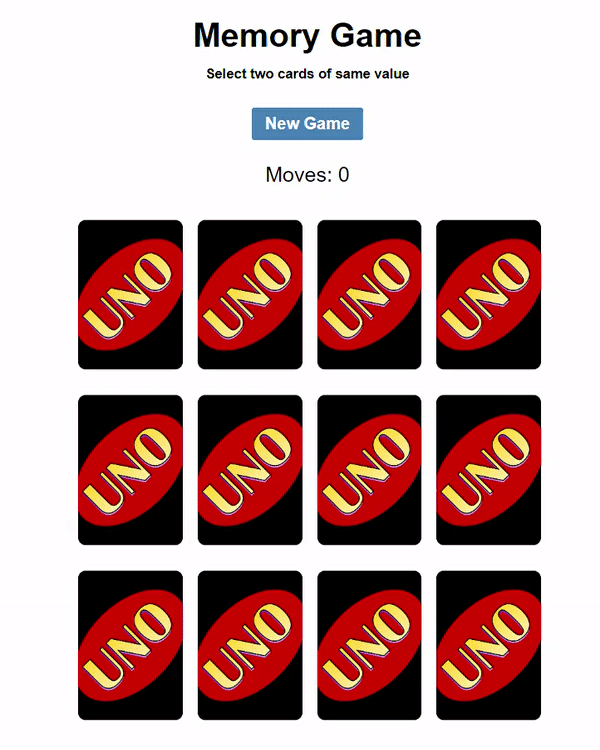 Memory Game
Select two cards of same value
New Game
Moves: 0
UNO UNO UNO UNO
UNO UNO UNO UNO
UNO UNO UNO UNO